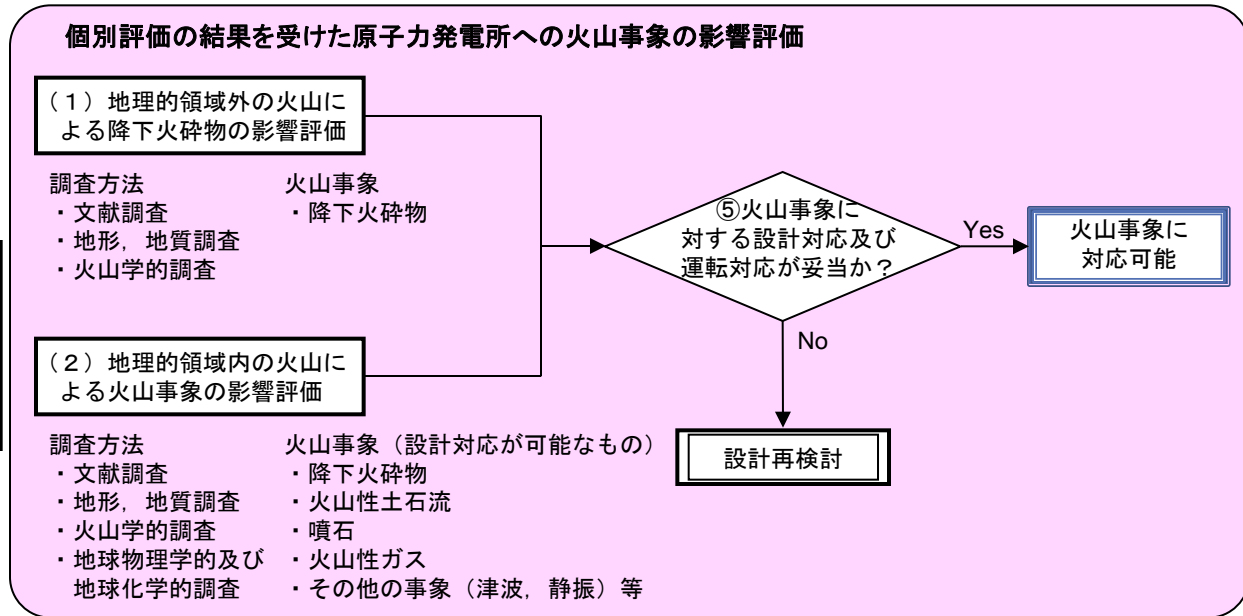 個別評価の結果を受けた原子力発電所への火山事象の影響評価
(1)地理的領域外の火山に
よる降下火砕物の影響評価
調査方法
・文献調査
・地形,地質調査
・火山学的調査
火山事象
・降下火砕物
⑤火山事象に
対する設計対応及び
運転対応が妥当か?
Yes
火山事象に
対応可能
No
設計再検討
(2)地理的領域内の火山に
よる火山事象の影響評価
調査方法
・文献調査
・地形,地質調査
・火山学的調査
・地球物理学的及び
地球化学的調査
火山事象(設計対応が可能なもの)
・降下火砕物
・火山性土石流
・噴石
・火山性ガス
・その他の事象(津波,静振)等